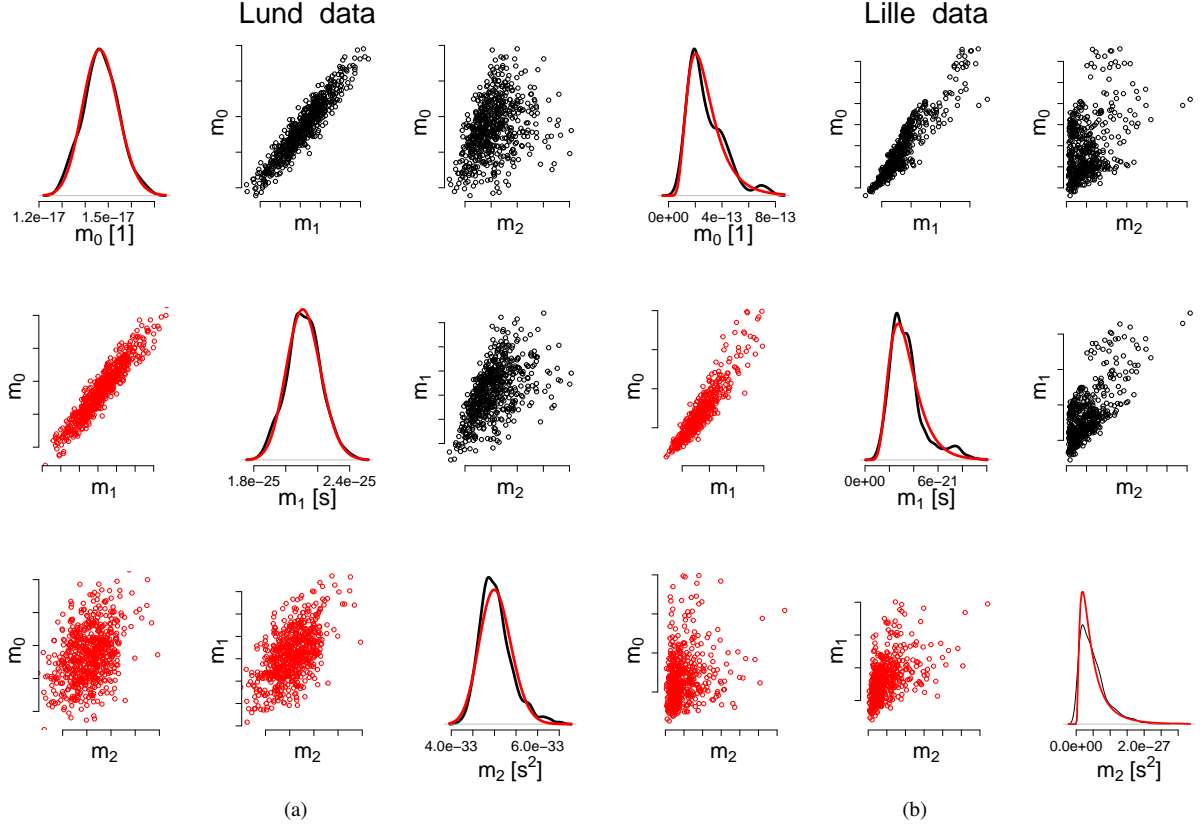 Lund data
Lille data
m0
m0
m0
m0
1.2e-17 1.5e-17
m0 [1]
m1
m2
0e+00 4e-13 8e-13
m0 [1]
m1
m2
m0
m1
m0
m1
m1
1.8e-25 2.4e-25
m1 [s]
m2
m1
0e+00 6e-21
m1 [s]
m2
m0
m1
m0
m1
m2
m2
4.0e-33 6.0e-33
m2 [s2]
m2
m2
0.0e+00 2.0e-27
m2 [s2]
(a)
(b)